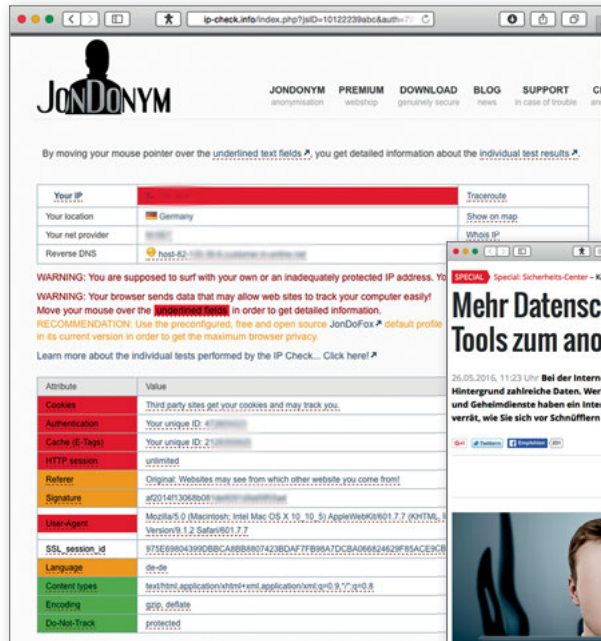 ip-check.info/index.php?jsID=10122239abc&auth=
JONDONYM
JONDONYM PREMIUM DOWNLOAD BLOG SUPPORT
anonymisation webshop genuinely secure news in case of trouble
By moving your mouse pointer over the underlined text fields, you get detailed information about the individual test results.
Your IP Traceroute
Your location Germany Show on map
Your net provider Whois IP
Reverse DNS host-82-
WARNING: You are supposed to surf with your own or an inadequately protected IP address. Yo
WARNING: Your browser sends data that may allow web sites to track your computer easily!
Move your mouse over the underlined fields in order to get detailed information.
RECOMMENDATION: Use the preconfigured, free and open source JonDoFox default profile
in its current version in order to get the maximum browser privacy.
Learn more about the individual tests performed by the IP Check... Click here!
Attribute Value
Cookies Third party sites get your cookies and may track you.
Authentication Your unique ID:
Cache (E-Tags) Your unique ID:
HTTP session unlimited
Referer Original: Websites may see from which other website you come from!
Signature
User-Agent Mozilla/5.0 (Macintosh; Intel Mac OS X 10_10_5) AppleWebKit/601.7.7 (KHTML,
Version/9.1.2 Safari/601.7.7
SSL_session_id
Language de-de
Content types text/html,application/xhtml+xml,application/xml;q=0.9,*/*;q=0.8
Encoding gzip, deflate
Do-Not-Track protected
SPECIAL Special: Sicherheits-Center –
Mehr Datensc
Tools zum ano
26.05.2016, 11:23 Uhr Bei der Intern
Hintergrund zahlreiche Daten. Wer
und Geheimdienste haben ein Inte
verrät, wie Sie sich vor Schnüfflern
G+1 Twittern Empfehlen